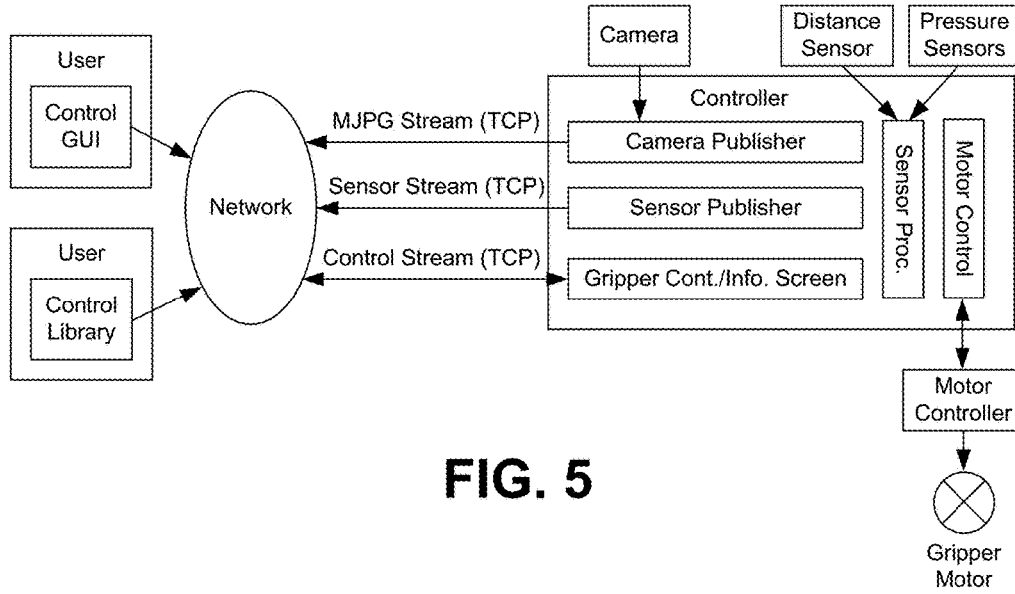 Camera
Distance
Sensor
Pressure
Sensors
User
Control
GUI
User
Control
Library
Network
MJPG Stream (TCP)
Sensor Stream (TCP)
Control Stream (TCP)
Controller
Camera Publisher
Sensor Publisher
Gripper Cont./Info. Screen
Sensor Proc.
Motor Control
Motor
Controller
Gripper
Motor
FIG. 5